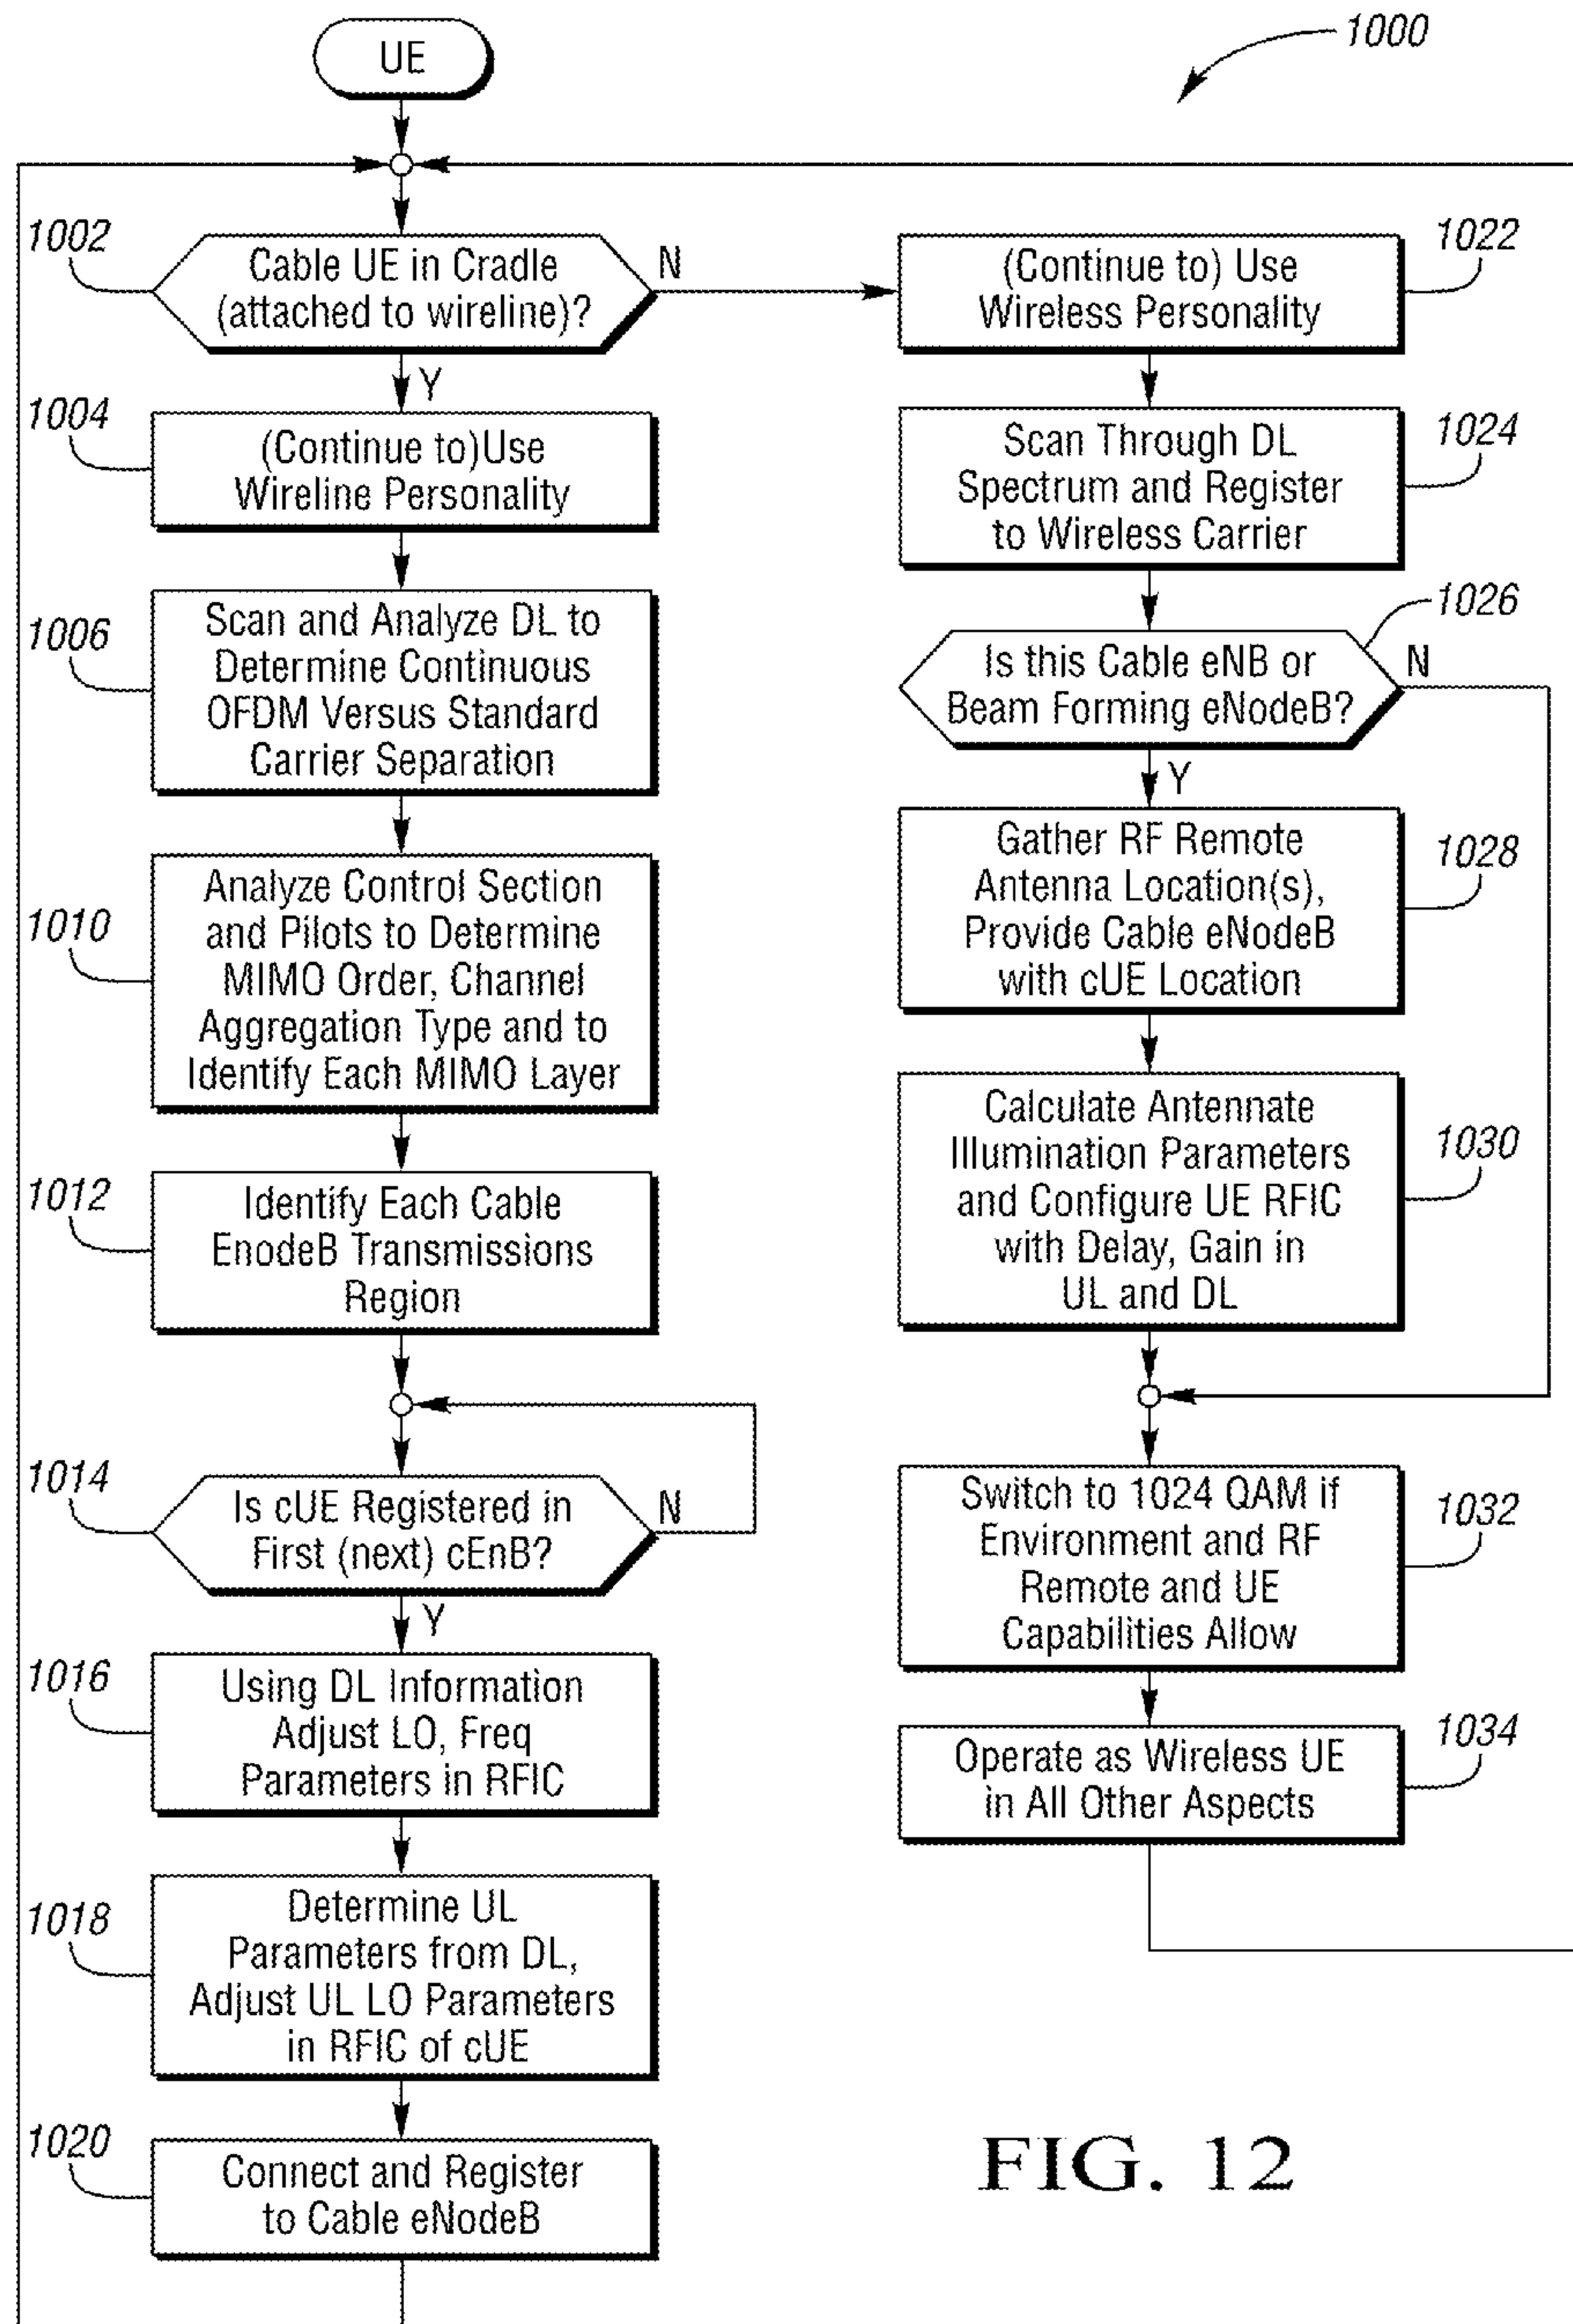 1000
UE
1002
Cable UE in Cradle
(attached to wireline)?
N
Y
1004
(Continue to)Use
Wireline Personality
1006
Scan and Analyze DL to
Determine Continuous
OFDM Versus Standard
Carrier Separation
1010
Analyze Control Section
and Pilots to Determine
MIMO Order, Channel
Aggregation Type and to
Identify Each MIMO Layer
1012
Identify Each Cable
EnodeB Transmissions
Region
1014
Is cUE Registered in
First (next) cEnB?
N
Y
1016
Using DL Information
Adjust LO, Freq
Parameters in RFIC
1018
Determine UL
Parameters from DL,
Adjust UL LO Parameters
in RFIC of cUE
1020
Connect and Register
to Cable eNodeB
1022
(Continue to) Use
Wireless Personality
1024
Scan Through DL
Spectrum and Register
to Wireless Carrier
1026
Is this Cable eNB or
Beam Forming eNodeB?
N
Y
1028
Gather RF Remote
Antenna Location(s),
Provide Cable eNodeB
with cUE Location
1030
Calculate Antennate
Illumination Parameters
and Configure UE RFIC
with Delay, Gain in
UL and DL
1032
Switch to 1024 QAM if
Environment and RF
Remote and UE
Capabilities Allow
1034
Operate as Wireless UE
in All Other Aspects
FIG. 12